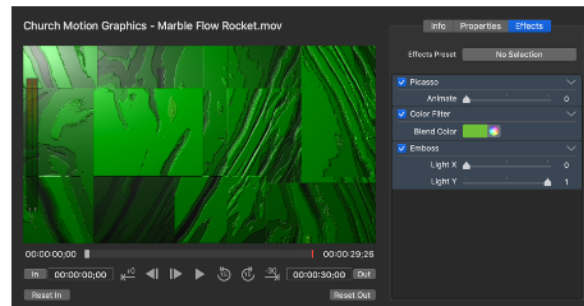 Church Motion Graphics - Marble Flow Rocket.mov
Info Properties Effects
Effects Preset No Selection
Picasso
Animate 0
Color Filter
Blend Color
Emboss
Light X 0
Light Y 1
00:00:00;00 00:00:29;26
In 00:00:00;00 +0 -30 00:00:30;00 Out
Reset In Reset Out